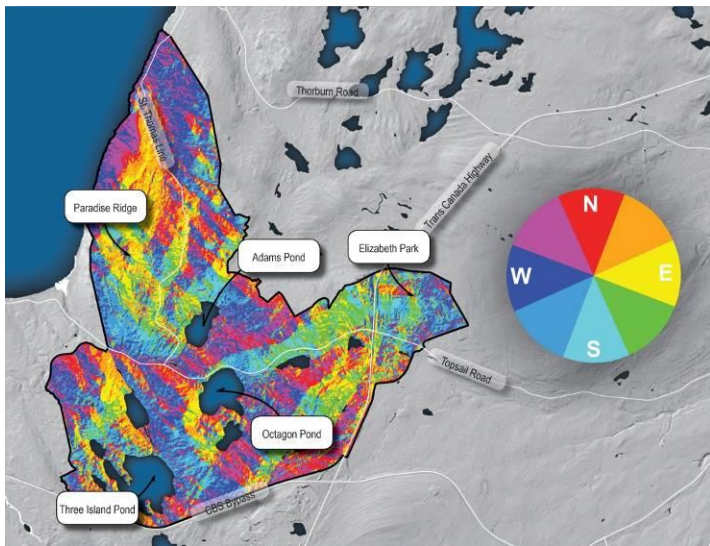 Thorburn Road
St. Thomas Line
Trans Canada Highway
Paradise Ridge
Adams Pond
Elizabeth Park
N
W
E
S
Topsail Road
Octagon Pond
Three Island Pond
CBS Bypass